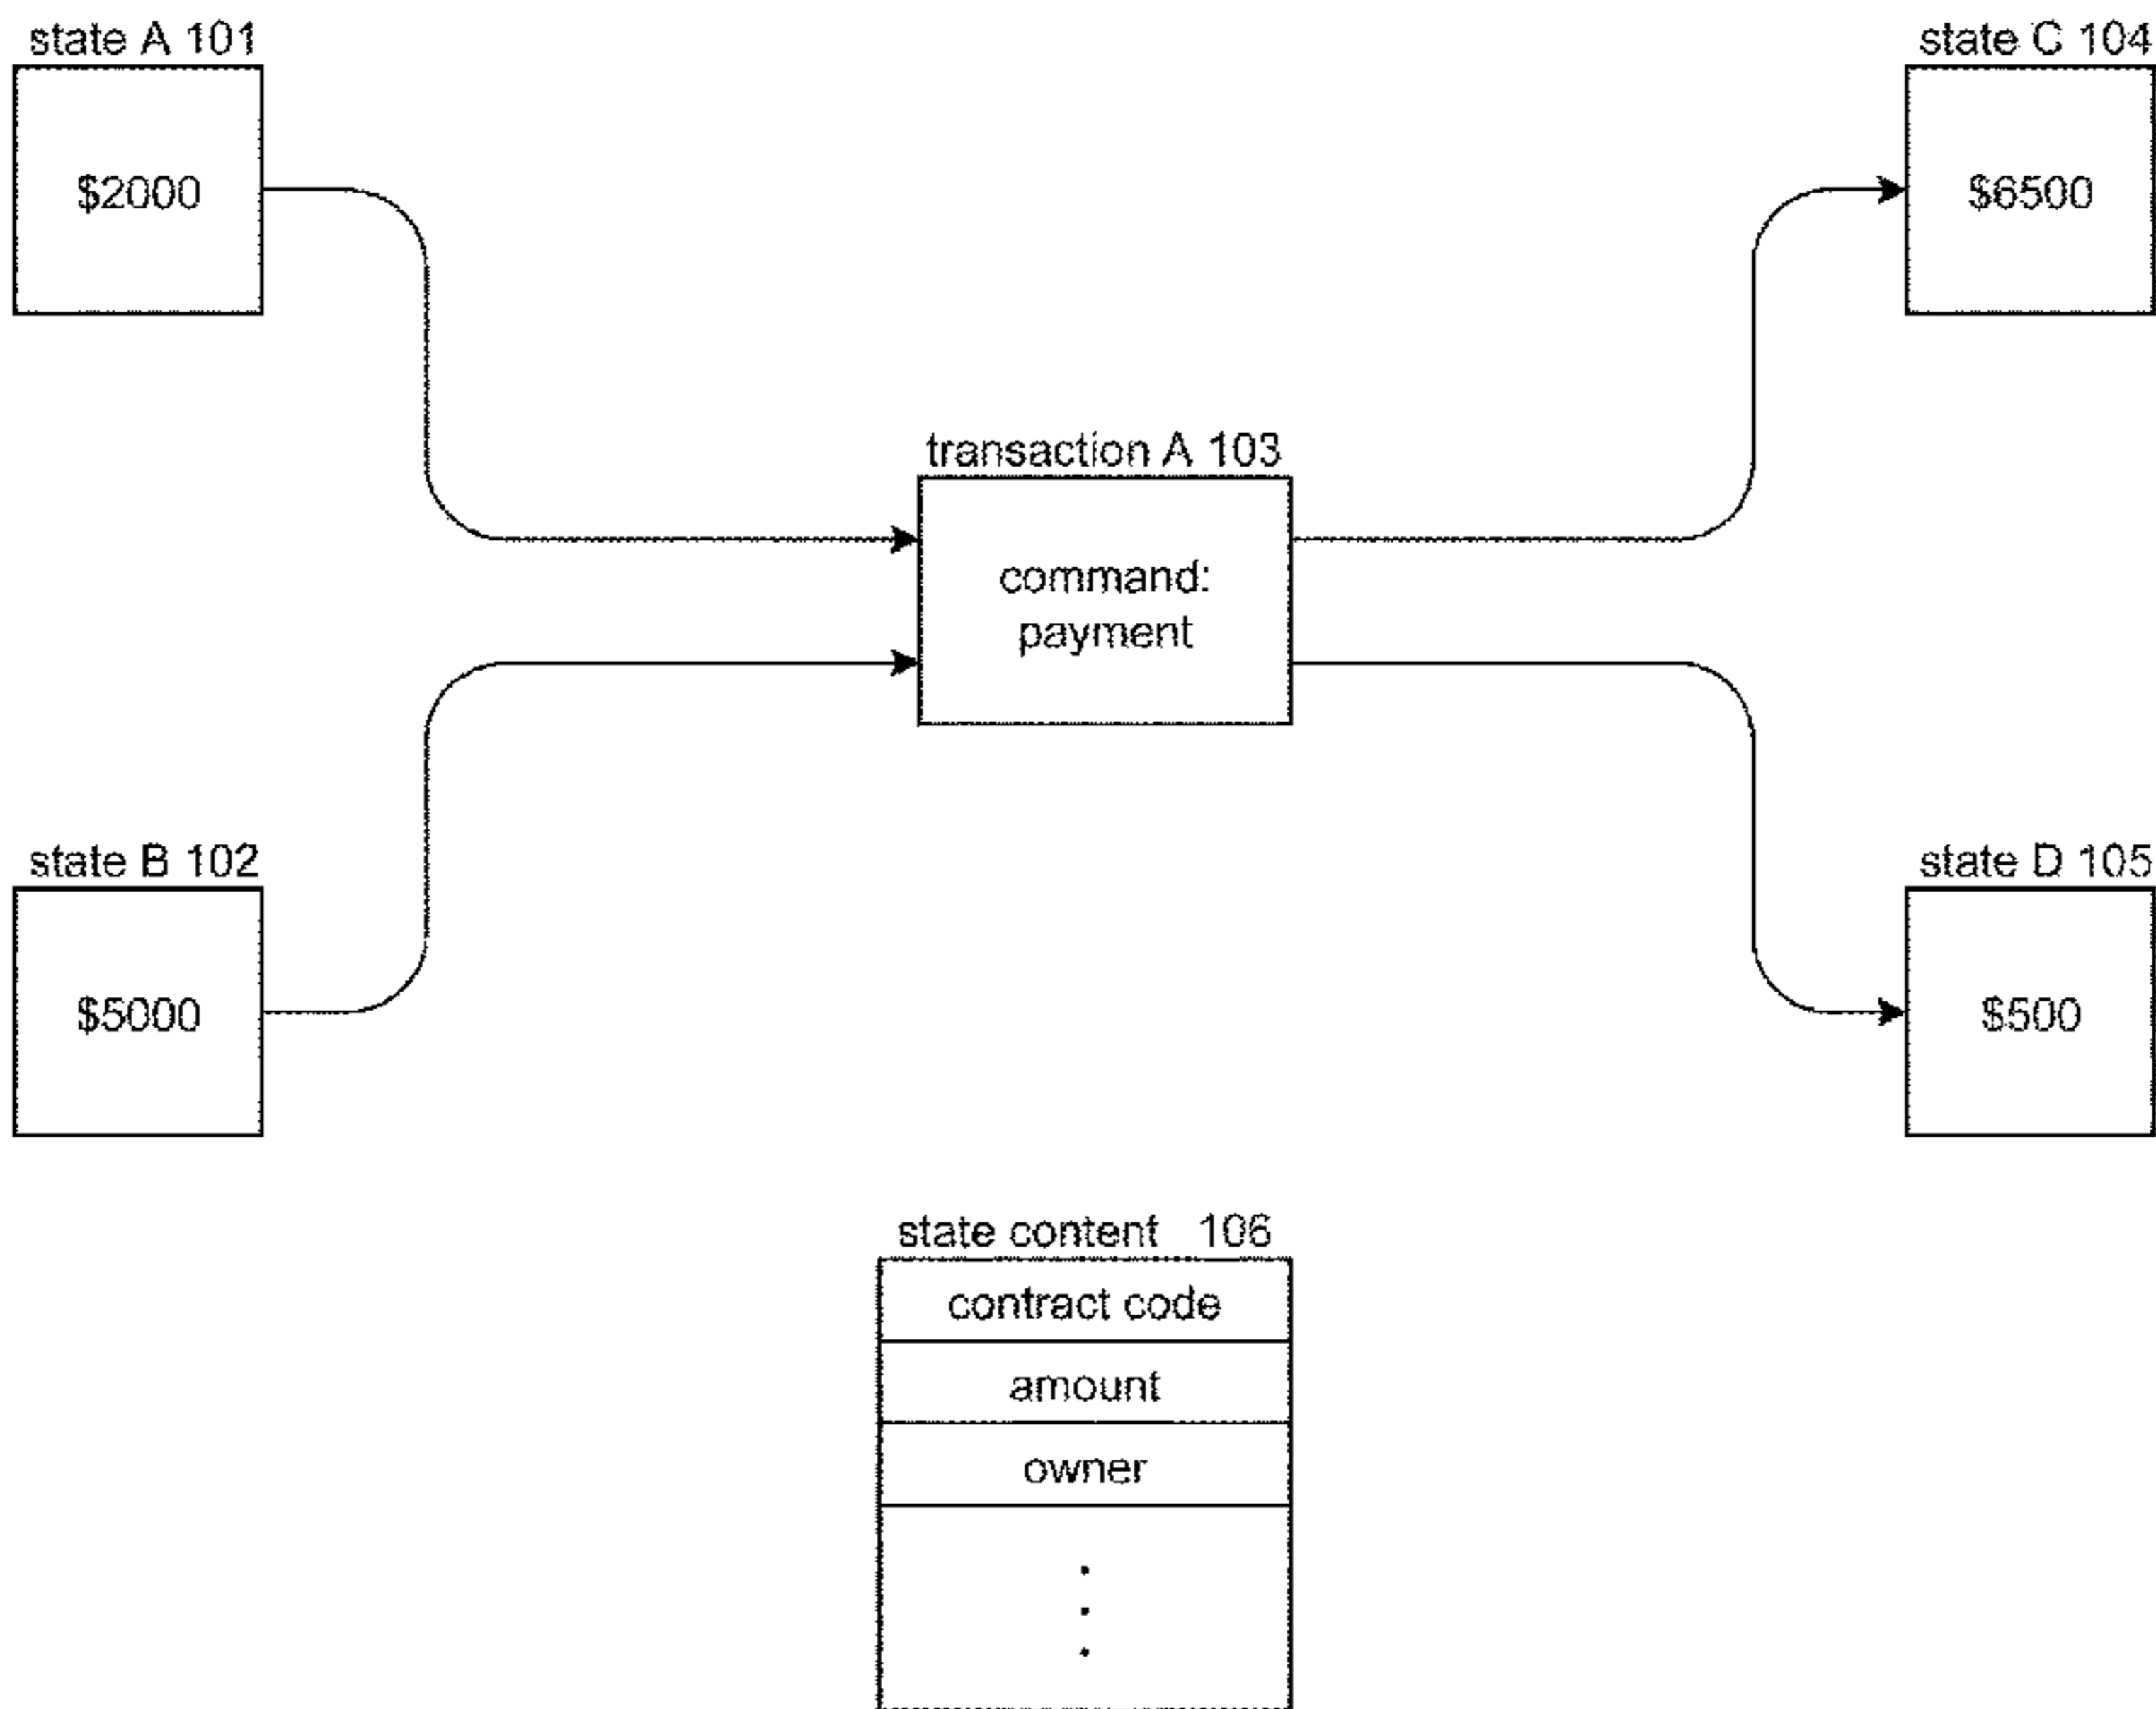 state A 101
$2000
state C 104
$6500
transaction A 103
command:
payment
state B 102
$5000
state D 105
$500
state content 106
contract code
amount
owner